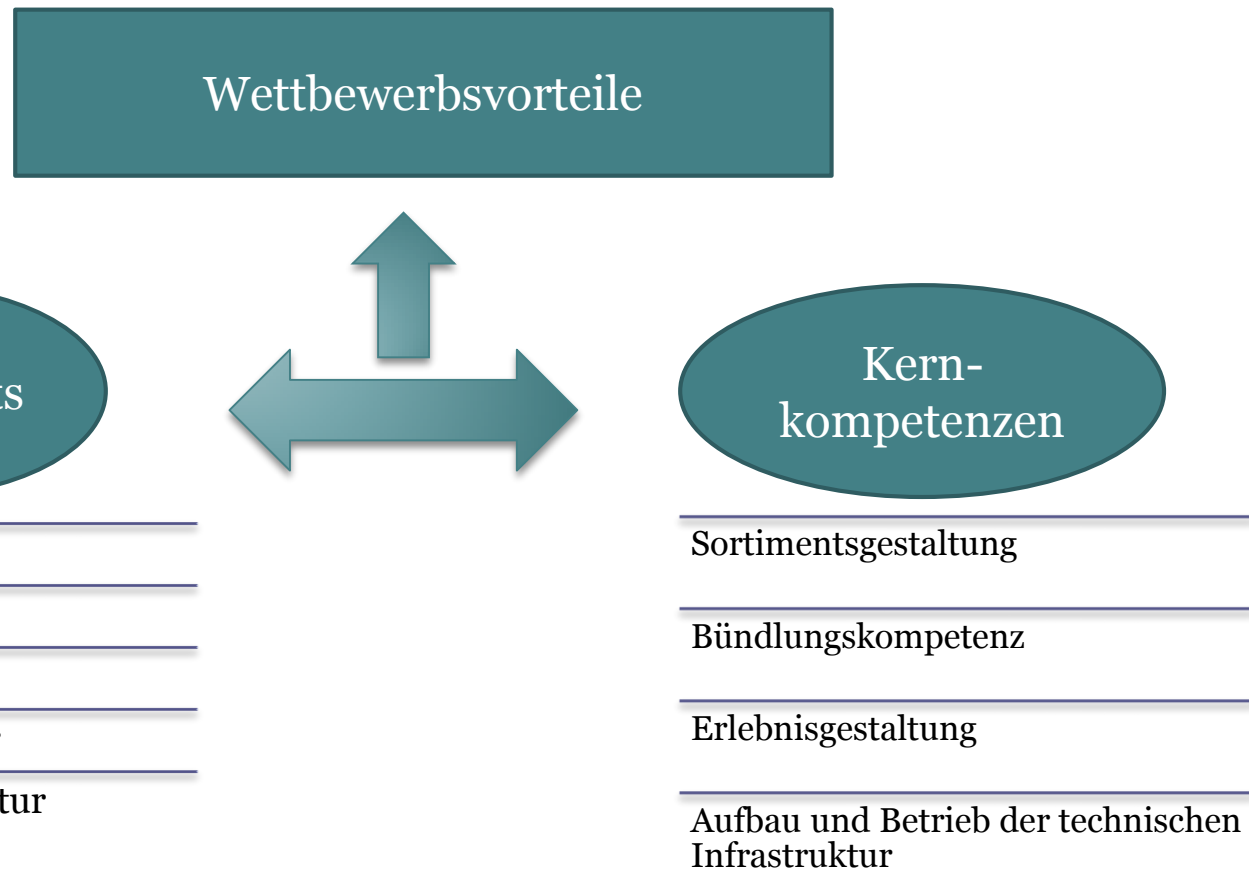 Wettbewerbsvorteile
Kern-
kompetenzen
Sortimentsgestaltung
Bündlungskompetenz
Erlebnisgestaltung
Aufbau und Betrieb der technischen
Infrastruktur